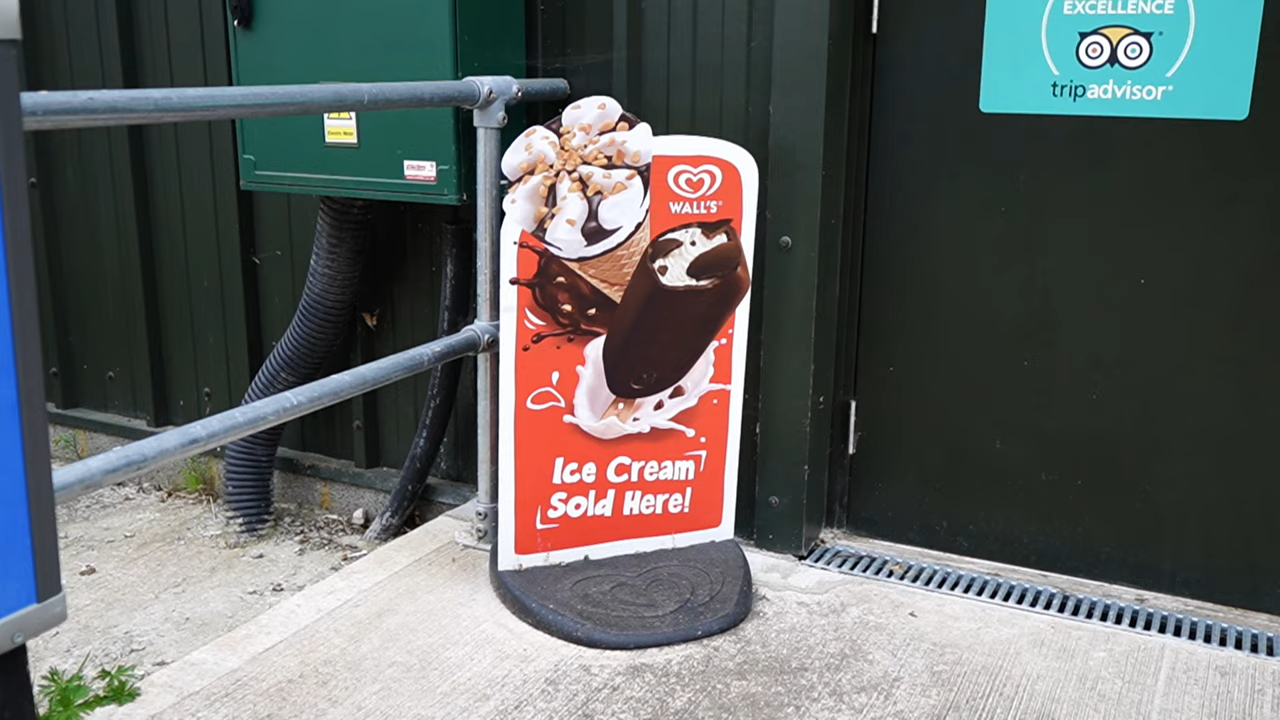 EXCELLENCE
tripadvisor®
WALL'S®
Ice Cream
Sold Here!